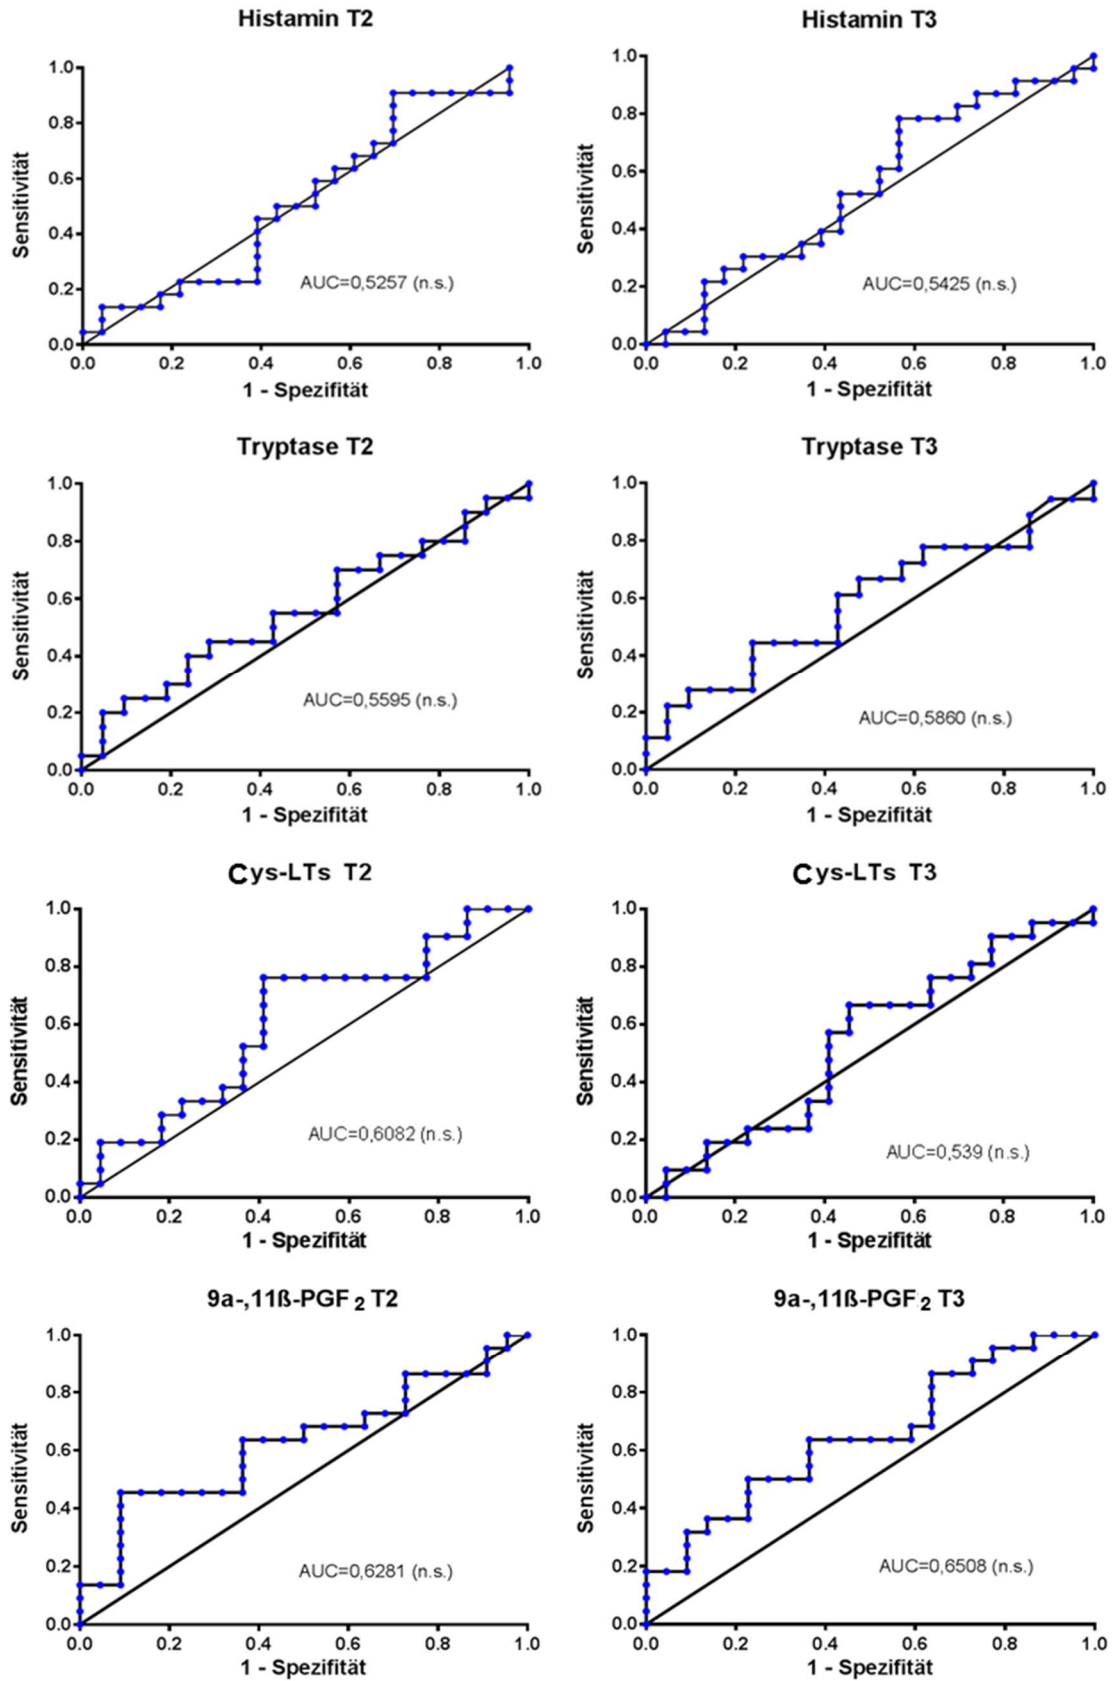 Histamin T2
Sensitivität
1.0
0.8
0.6
0.4
0.2
0.0
AUC=0,5257 (n.s.)
0.0 0.2 0.4 0.6 0.8 1.0
1 - Spezifität
Histamin T3
Sensitivität
1.0
0.8
0.6
0.4
0.2
0.0
AUC=0,5425 (n.s.)
0.0 0.2 0.4 0.6 0.8 1.0
1 - Spezifität
Tryptase T2
Sensitivität
1.0
0.8
0.6
0.4
0.2
0.0
AUC=0,5595 (n.s.)
0.0 0.2 0.4 0.6 0.8 1.0
1 - Spezifität
Tryptase T3
Sensitivität
1.0
0.8
0.6
0.4
0.2
0.0
AUC=0,5860 (n.s.)
0.0 0.2 0.4 0.6 0.8 1.0
1 - Spezifität
Cys-LTs T2
Sensitivität
1.0
0.8
0.6
0.4
0.2
0.0
AUC=0,6082 (n.s.)
0.0 0.2 0.4 0.6 0.8 1.0
1 - Spezifität
Cys-LTs T3
Sensitivität
1.0
0.8
0.6
0.4
0.2
0.0
AUC=0,539 (n.s.)
0.0 0.2 0.4 0.6 0.8 1.0
1 - Spezifität
9a-,11ß-PGF 2 T2
Sensitivität
1.0
0.8
0.6
0.4
0.2
0.0
AUC=0,6281 (n.s.)
0.0 0.2 0.4 0.6 0.8 1.0
1 - Spezifität
9a-,11ß-PGF 2 T3
Sensitivität
1.0
0.8
0.6
0.4
0.2
0.0
AUC=0,6508 (n.s.)
0.0 0.2 0.4 0.6 0.8 1.0
1 - Spezifität